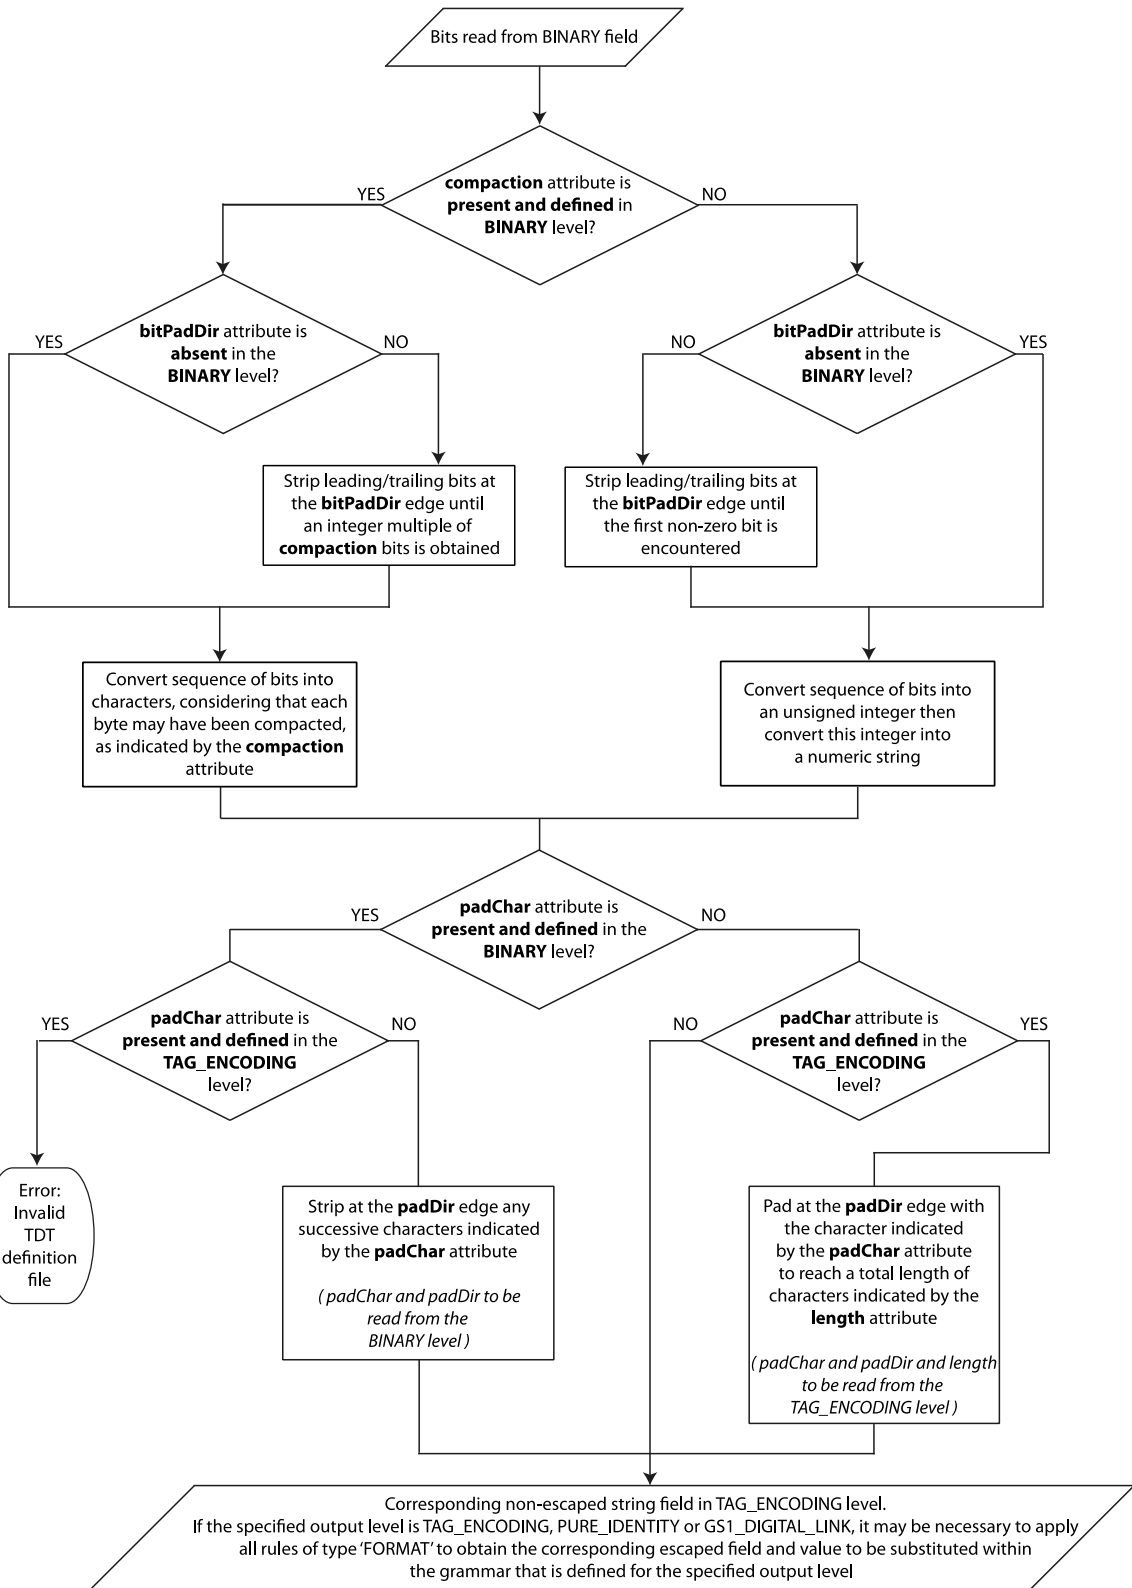 Bits read from BINARY field
compaction attribute is
present and defined in
BINARY level?
YES
NO
bitPadDir attribute is
absent in the
BINARY level?
YES
NO
bitPadDir attribute is
absent in the
BINARY level?
NO
YES
Strip leading/trailing bits at
the bitPadDir edge until
an integer multiple of
compaction bits is obtained
Strip leading/trailing bits at
the bitPadDir edge until
the first non-zero bit is
encountered
Convert sequence of bits into
characters, considering that each
byte may have been compacted,
as indicated by the compaction
attribute
Convert sequence of bits into
an unsigned integer then
convert this integer into
a numeric string
padChar attribute is
present and defined in the
BINARY level?
YES
NO
padChar attribute is
present and defined in the
TAG_ENCODING
level?
YES
NO
padChar attribute is
present and defined in the
TAG_ENCODING
level?
NO
YES
Error:
Invalid
TDT
definition
file
Strip at the padDir edge any
successive characters indicated
by the padChar attribute
( padChar and padDir to be
read from the
BINARY level )
Pad at the padDir edge with
the character indicated
by the padChar attribute
to reach a total length of
characters indicated by the
length attribute
( padChar and padDir and length
to be read from the
TAG_ENCODING level )
Corresponding non-escaped string field in TAG_ENCODING level.
If the specified output level is TAG_ENCODING, PURE_IDENTITY or GS1_DIGITAL_LINK, it may be necessary to apply
all rules of type 'FORMAT' to obtain the corresponding escaped field and value to be substituted within
the grammar that is defined for the specified output level